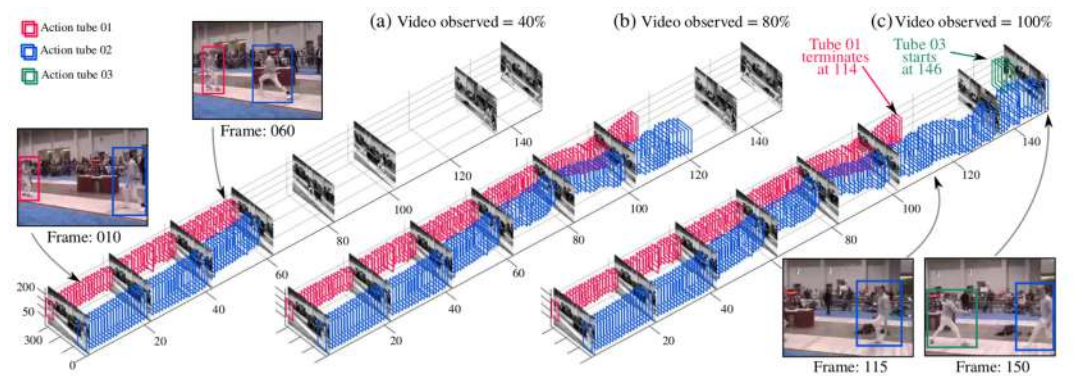 (a) Video observed = 40%
(b) Video observed = 80%
(c) Video observed = 100%
Action tube 01
Action tube 02
Action tube 03
Frame: 060
Frame: 010
Tube 01
terminates
at 114
Tube 03
starts
at 146
200
50
300
0
20
40
60
80
100
120
140
20
40
60
80
100
120
140
20
40
60
80
100
120
Frame: 115
Frame: 150